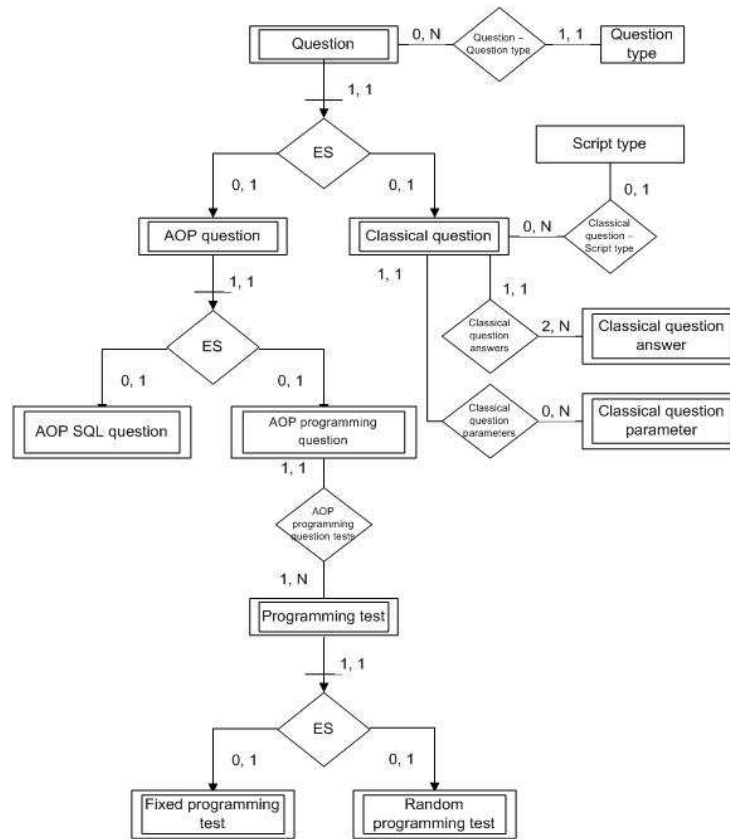 Question
0, N
Question –
Question type
1, 1
Question
type
1, 1
ES
Script type
0, 1
0, 1
0, 1
AOP question
Classical question
0, N
Classical
question –
Script type
1, 1
1, 1
1, 1
ES
Classical
question
answers
2, N
Classical question
answer
0, 1
0, 1
AOP SQL question
AOP programming
question
Classical
question
parameters
0, N
Classical question
parameter
1, 1
AOP
programming
question tests
1, N
Programming test
1, 1
ES
0, 1
0, 1
Fixed programming
test
Random
programming test